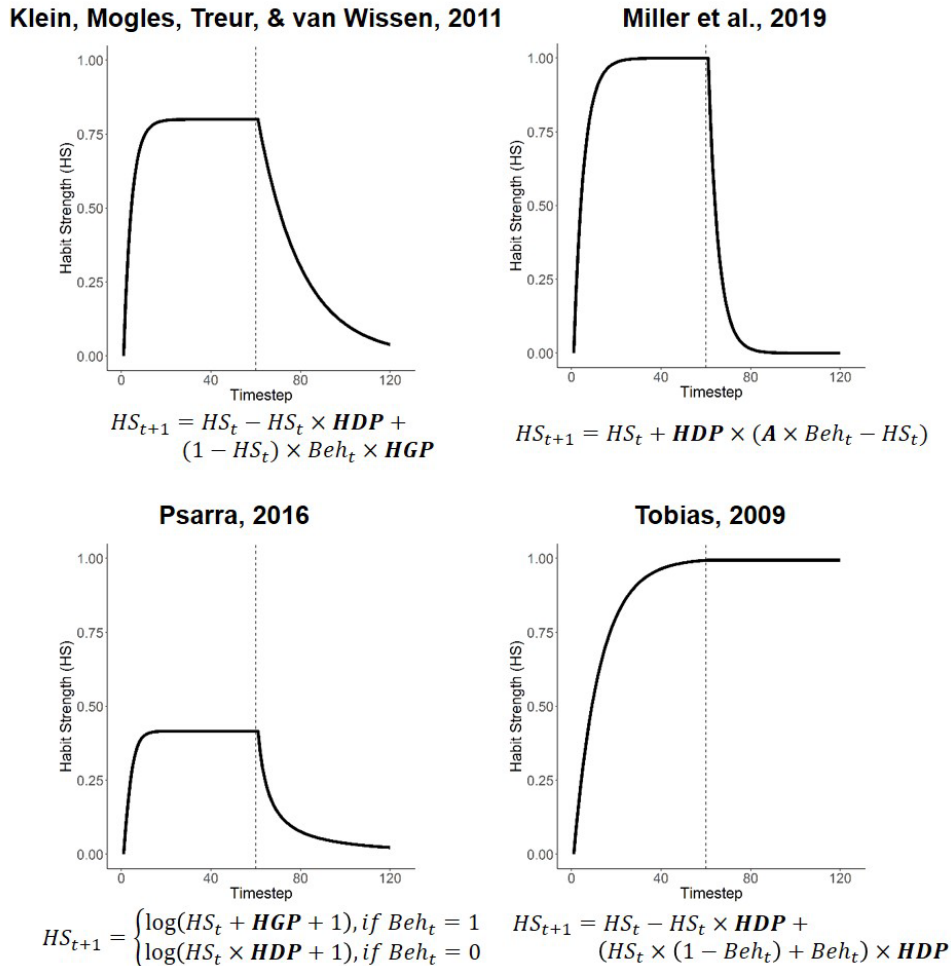 Klein, Mogles, Treur, & van Wissen, 2011
1.00
0.75
0.50
0.25
0.00
Habit Strength (HS)
0
40
80
120
Timestep
HS_{t+1} = HS_t − HS_t × HDP +
(1 − HS_t) × Beh_t × HGP
Miller et al., 2019
1.00
0.75
0.50
0.25
0.00
Habit Strength (HS)
0
40
80
120
Timestep
HS_{t+1} = HS_t + HDP × (A × Beh_t − HS_t)
Psarra, 2016
1.00
0.75
0.50
0.25
0.00
Habit Strength (HS)
0
40
80
120
Timestep
HS_{t+1} = {log(HS_t + HGP + 1), if Beh_t = 1
log(HS_t × HDP + 1), if Beh_t = 0
Tobias, 2009
1.00
0.75
0.50
0.25
0.00
Habit Strength (HS)
0
40
80
120
Timestep
HS_{t+1} = HS_t − HS_t × HDP +
(HS_t × (1 − Beh_t) + Beh_t) × HDP